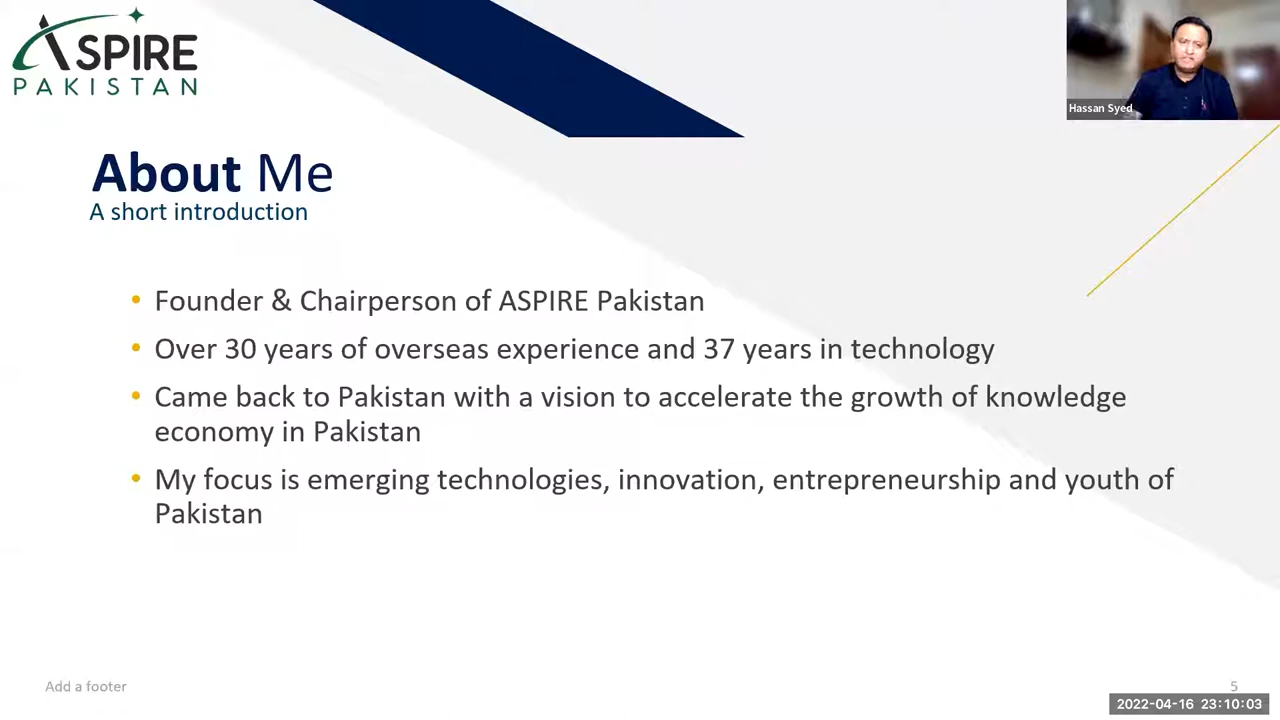 ASPIRE
PAKISTAN
Hassan Syed
About Me
A short introduction
• Founder & Chairperson of ASPIRE Pakistan
• Over 30 years of overseas experience and 37 years in technology
• Came back to Pakistan with a vision to accelerate the growth of knowledge
economy in Pakistan
• My focus is emerging technologies, innovation, entrepreneurship and youth of
Pakistan
Add a footer
5
2022-04-16 23:10:03